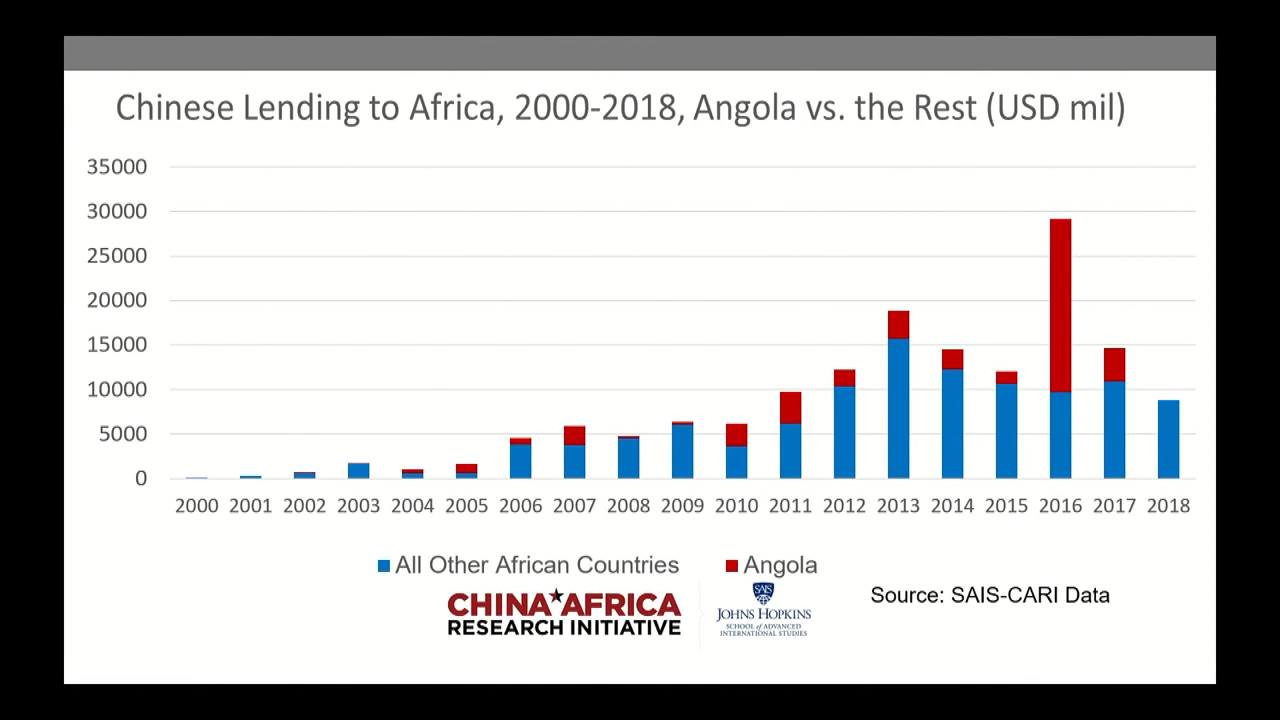 Chinese Lending to Africa, 2000-2018, Angola vs. the Rest (USD mil)
35000
30000
25000
20000
15000
10000
5000
0
2000 2001 2002 2003 2004 2005 2006 2007 2008 2009 2010 2011 2012 2013 2014 2015 2016 2017 2018
All Other African Countries Angola
CHINA AFRICA
RESEARCH INITIATIVE
SAIS
JOHNS HOPKINS
SCHOOL of ADVANCED
INTERNATIONAL STUDIES
Source: SAIS-CARI Data